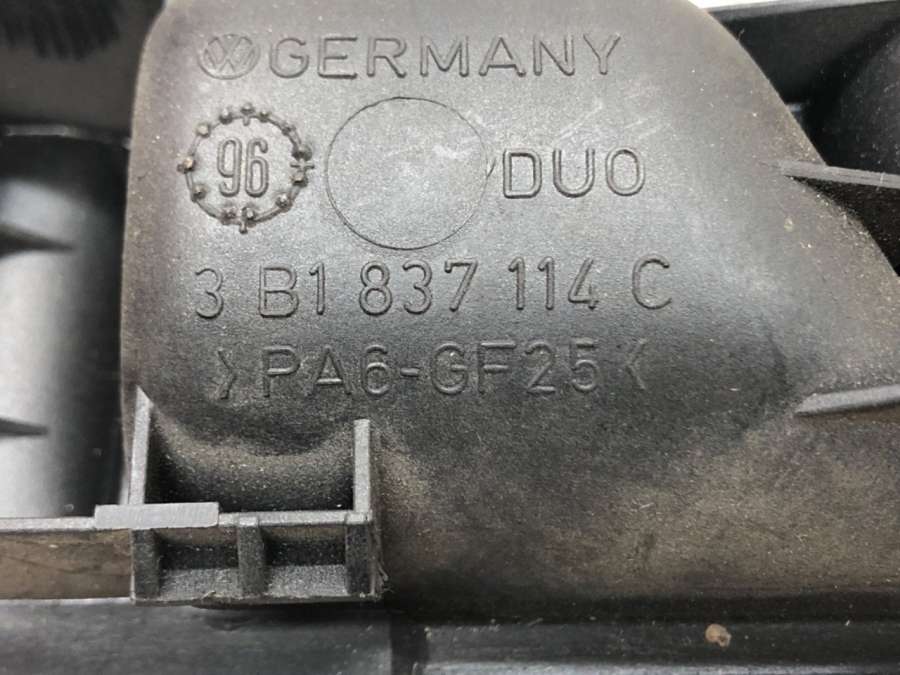 GERMANY
96 DUO
3 B1 837 114 C
>PA6-GF25<